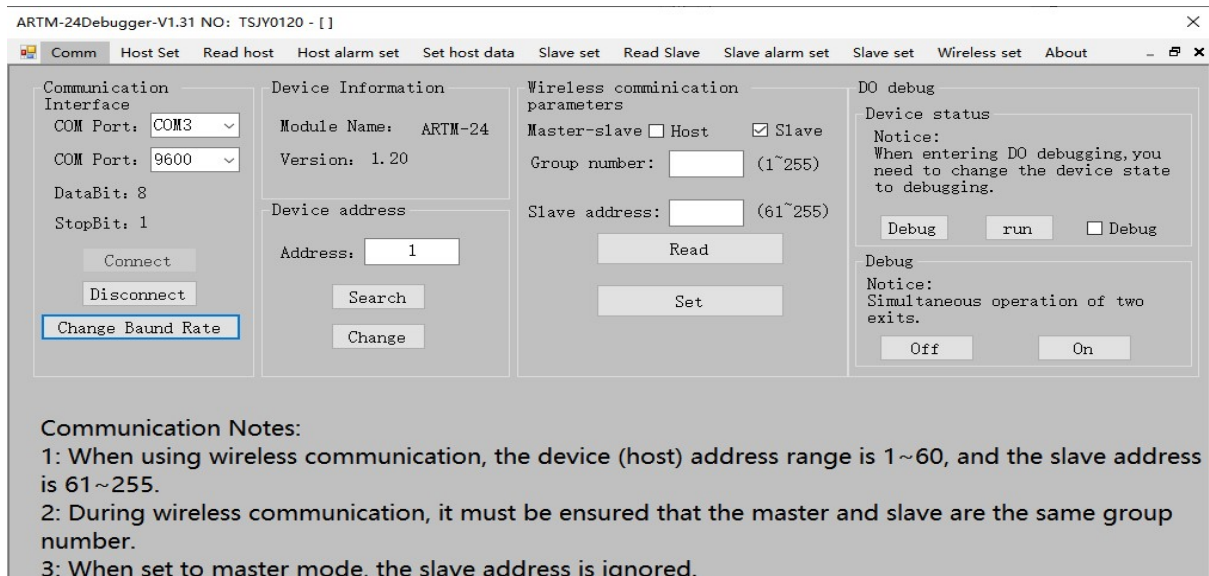 ARTM-24Debugger-V1.31 NO: TSJY0120 - [ ]
Comm Host Set Read host Host alarm set Set host data Slave set Read Slave Slave alarm set Slave set Wireless set About
Communication
Interface
COM Port: COM3
COM Port: 9600
DataBit: 8
StopBit: 1
Connect
Disconnect
Change Baund Rate
Device Information
Module Name: ARTM-24
Version: 1.20
Device address
Address: 1
Search
Change
Wireless comminication
parameters
Master-slave Host Slave
Group number: (1~255)
Slave address: (61~255)
Read
Set
DO debug
Device status
Notice:
When entering DO debugging, you
need to change the device state
to debugging.
Debug run Debug
Debug
Notice:
Simultaneous operation of two
exits.
Off On
Communication Notes:
1: When using wireless communication, the device (host) address range is 1~60, and the slave address
is 61~255.
2: During wireless communication, it must be ensured that the master and slave are the same group
number.
3: When set to master mode, the slave address is ignored.